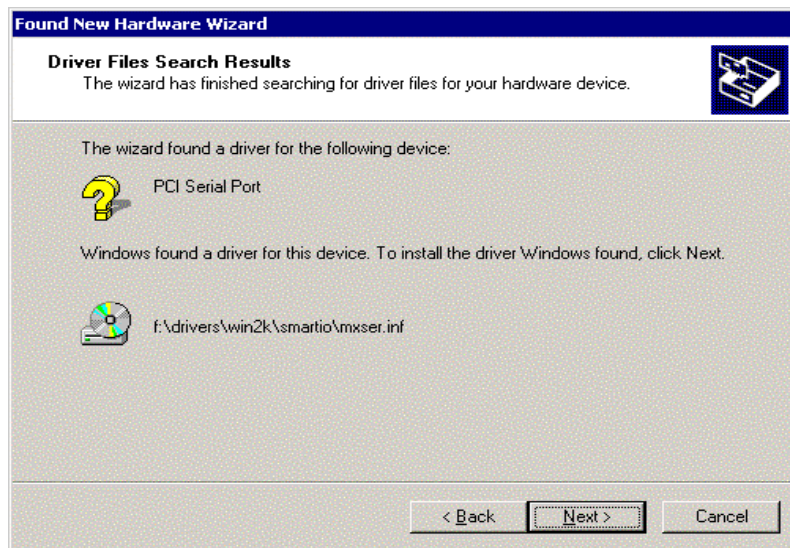 Found New Hardware Wizard
Driver Files Search Results
The wizard has finished searching for driver files for your hardware device.
The wizard found a driver for the following device:
PCI Serial Port
Windows found a driver for this device. To install the driver Windows found, click Next.
f:\drivers\win2k\smartio\mxser.inf
< Back
Next >
Cancel